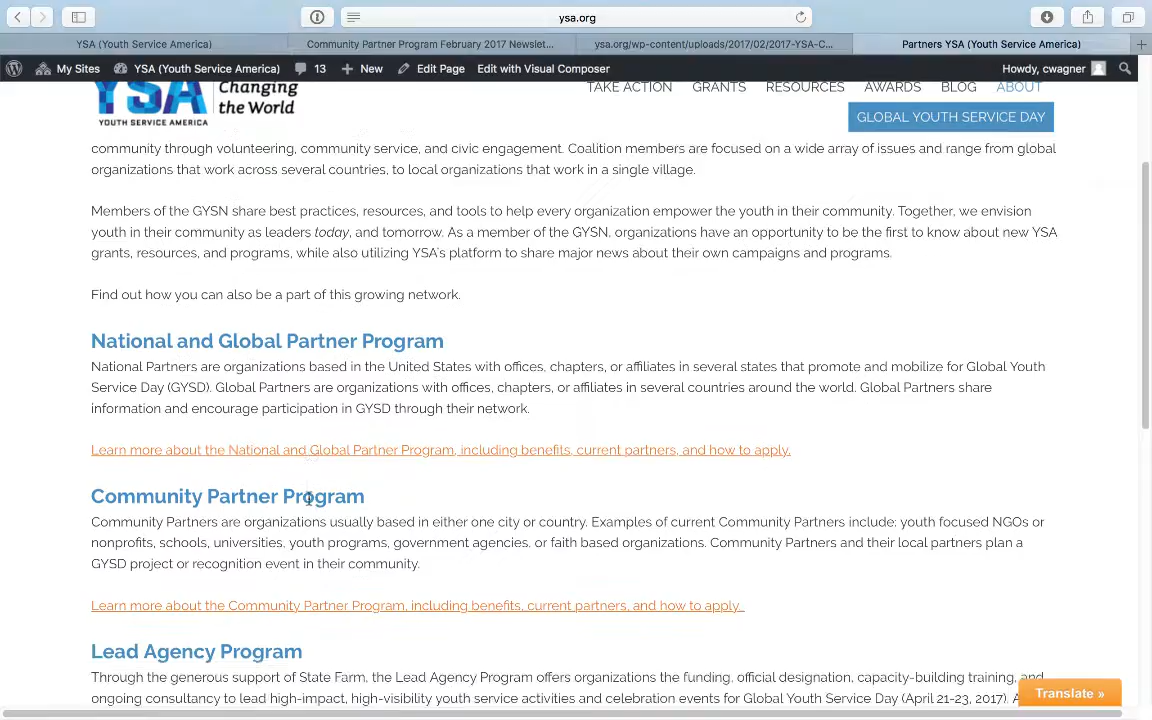 ysa.org
YSA (Youth Service America)
Community Partner Program February 2017 Newslet...
ysa.org/wp-content/uploads/2017/02/2017-YSA-C...
Partners YSA (Youth Service America)
My Sites
YSA (Youth Service America)
13
New
Edit Page
Edit with Visual Composer
Howdy, cwagner
YSA
YOUTH SERVICE AMERICA
Changing
the World
TAKE ACTION
GRANTS
RESOURCES
AWARDS
BLOG
ABOUT
GLOBAL YOUTH SERVICE DAY
community through volunteering, community service, and civic engagement. Coalition members are focused on a wide array of issues and range from global
organizations that work across several countries, to local organizations that work in a single village.
Members of the GYSN share best practices, resources, and tools to help every organization empower the youth in their community. Together, we envision
youth in their community as leaders today, and tomorrow. As a member of the GYSN, organizations have an opportunity to be the first to know about new YSA
grants, resources, and programs, while also utilizing YSA's platform to share major news about their own campaigns and programs.
Find out how you can also be a part of this growing network.
National and Global Partner Program
National Partners are organizations based in the United States with offices, chapters, or affiliates in several states that promote and mobilize for Global Youth
Service Day (GYSD). Global Partners are organizations with offices, chapters, or affiliates in several countries around the world. Global Partners share
information and encourage participation in GYSD through their network.
Learn more about the National and Global Partner Program, including benefits, current partners, and how to apply.
Community Partner Program
Community Partners are organizations usually based in either one city or country. Examples of current Community Partners include: youth focused NGOs or
nonprofits, schools, universities, youth programs, government agencies, or faith based organizations. Community Partners and their local partners plan a
GYSD project or recognition event in their community.
Learn more about the Community Partner Program, including benefits, current partners, and how to apply.
Lead Agency Program
Through the generous support of State Farm, the Lead Agency Program offers organizations the funding, official designation, capacity-building training, and
ongoing consultancy to lead high-impact, high-visibility youth service activities and celebration events for Global Youth Service Day (April 21-23, 2017). A
Translate »